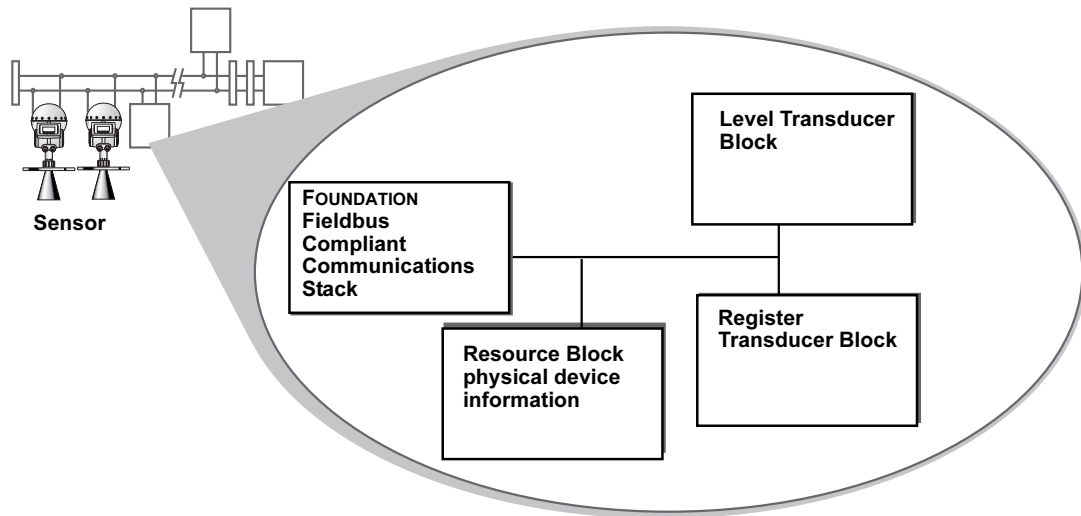 Sensor
FOUNDATION
Fieldbus
Compliant
Communications
Stack
Level Transducer
Block
Resource Block
physical device
information
Register
Transducer Block